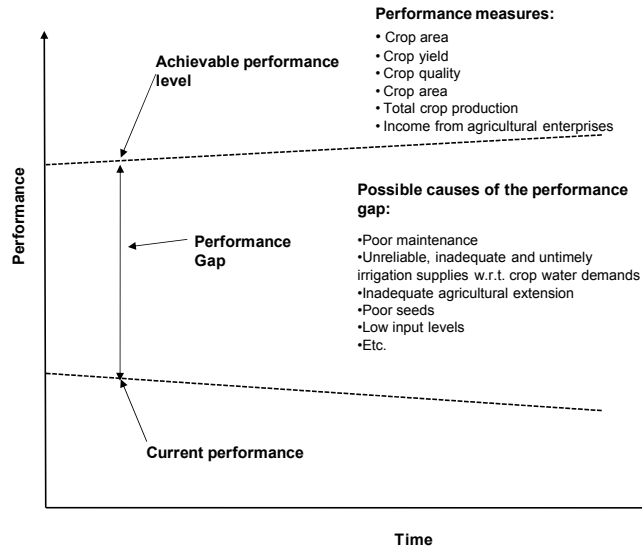 Performance measures:
• Crop area
• Crop yield
• Crop quality
• Crop area
• Total crop production
• Income from agricultural enterprises
Achievable performance
level
Performance
Possible causes of the performance
gap:
•Poor maintenance
•Unreliable, inadequate and untimely
irrigation supplies w.r.t. crop water demands
•Inadequate agricultural extension
•Poor seeds
•Low input levels
•Etc.
Performance
Gap
Current performance
Time